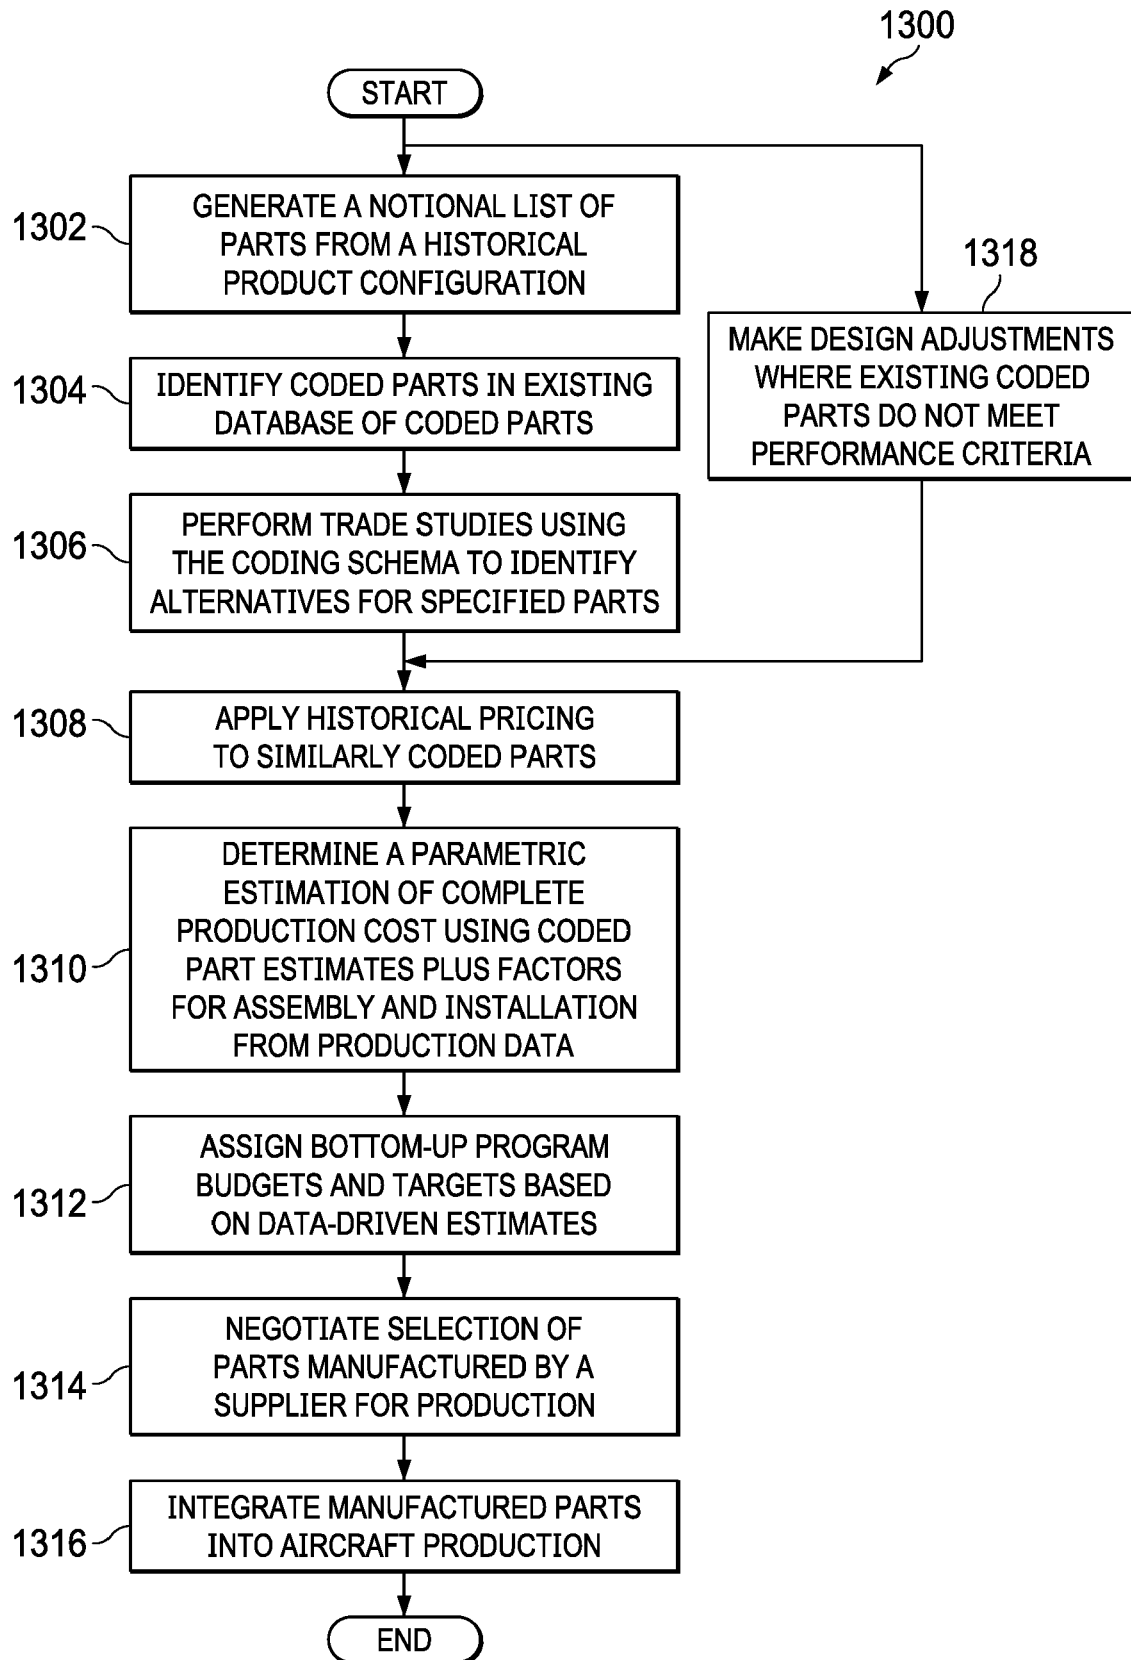 1300
START
1302
GENERATE A NOTIONAL LIST OF
PARTS FROM A HISTORICAL
PRODUCT CONFIGURATION
1318
MAKE DESIGN ADJUSTMENTS
WHERE EXISTING CODED
PARTS DO NOT MEET
PERFORMANCE CRITERIA
1304
IDENTIFY CODED PARTS IN EXISTING
DATABASE OF CODED PARTS
1306
PERFORM TRADE STUDIES USING
THE CODING SCHEMA TO IDENTIFY
ALTERNATIVES FOR SPECIFIED PARTS
1308
APPLY HISTORICAL PRICING
TO SIMILARLY CODED PARTS
1310
DETERMINE A PARAMETRIC
ESTIMATION OF COMPLETE
PRODUCTION COST USING CODED
PART ESTIMATES PLUS FACTORS
FOR ASSEMBLY AND INSTALLATION
FROM PRODUCTION DATA
1312
ASSIGN BOTTOM-UP PROGRAM
BUDGETS AND TARGETS BASED
ON DATA-DRIVEN ESTIMATES
1314
NEGOTIATE SELECTION OF
PARTS MANUFACTURED BY A
SUPPLIER FOR PRODUCTION
1316
INTEGRATE MANUFACTURED PARTS
INTO AIRCRAFT PRODUCTION
END